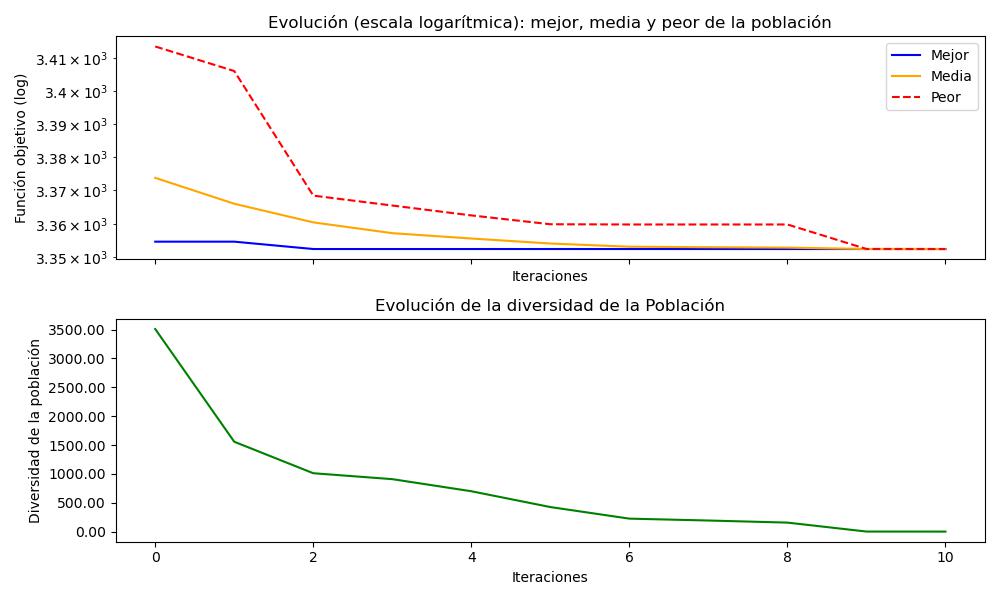 Evolución (escala logarítmica): mejor, media y peor de la población
Función objetivo (log)
3.41 × 10³
3.4 × 10³
3.39 × 10³
3.38 × 10³
3.37 × 10³
3.36 × 10³
3.35 × 10³
Mejor
Media
Peor
Iteraciones
Evolución de la diversidad de la Población
Diversidad de la población
3500.00
3000.00
2500.00
2000.00
1500.00
1000.00
500.00
0.00
0 2 4 6 8 10
Iteraciones